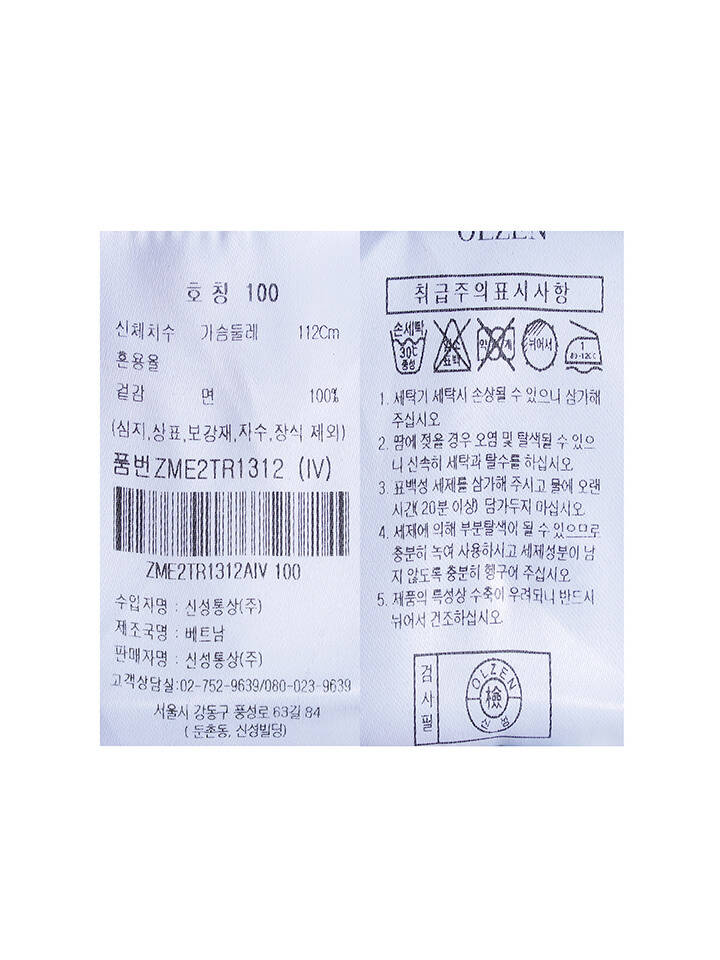 호칭 100
신체치수 가슴둘레 112Cm
혼용율
겉감 면 100%
(심지,상표,보강재,자수,장식 제외)
품번ZME2TR1312 (IV)
ZME2TR1312AIV 100
수입자명 : 신성통상(주)
제조국명 : 베트남
판매자명 : 신성통상(주)
고객상담실:02-752-9639/080-023-9639
서울시 강동구 풍성로 63길 84
( 둔촌동, 신성빌딩)
OLZEN
취급주의표시사항
손세탁
30℃
중성
표백
뉘어서
1
80~120℃
1. 세탁기 세탁시 손상될 수 있으니 삼가해
주십시오
2. 땀에 젖을 경우 오염 및 탈색될 수 있으
니 신속히 세탁과 탈수를 하십시오.
3. 표백성 세제를 삼가해 주시고 물에 오랜
시간( 20분 이상) 담가두지 마십시오.
4. 세제에 의해 부분탈색이 될 수 있으므로
충분히 녹여 사용하시고 세제성분이 남
지 않도록 충분히 헹구어 주십시오.
5. 제품의 특성상 수축이 우려되니 반드시
뉘어서 건조하십시오.
검사필
OLZEN
檢
신성